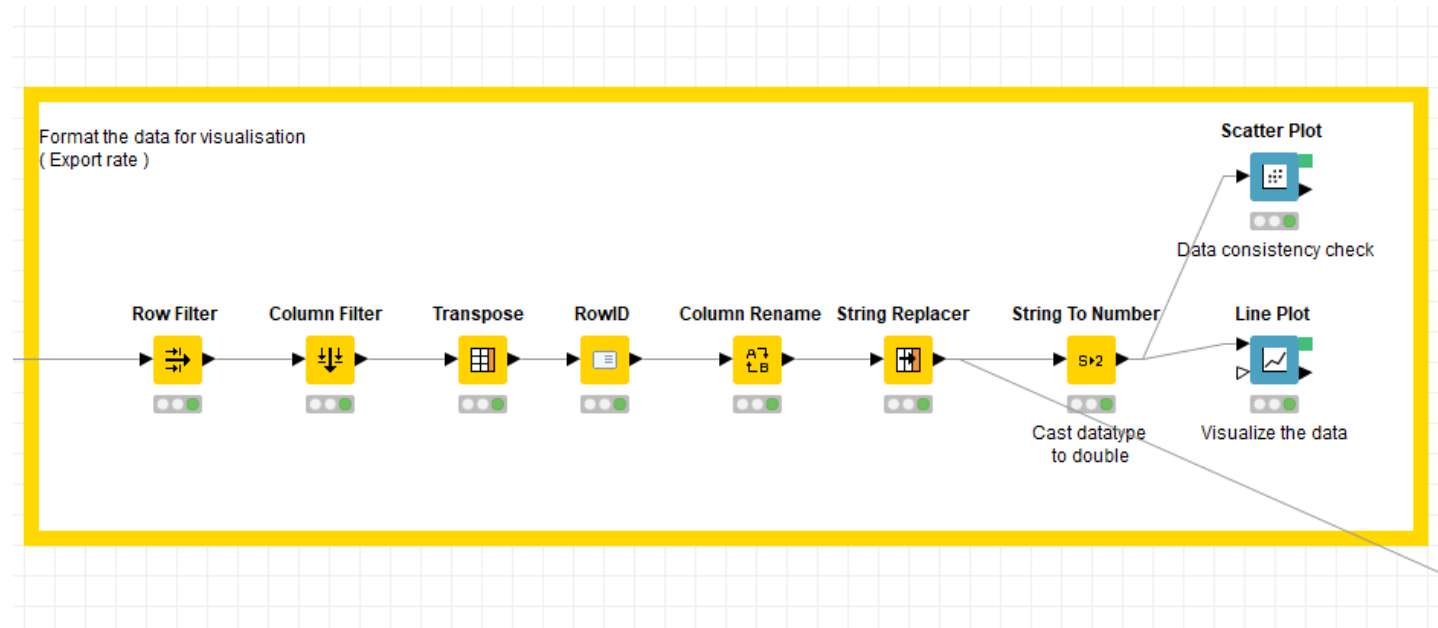 Format the data for visualisation
( Export rate )
Scatter Plot
Data consistency check
Row Filter
Column Filter
Transpose
RowID
Column Rename
String Replacer
String To Number
Line Plot
A
B
S▸2
Cast datatype
to double
Visualize the data